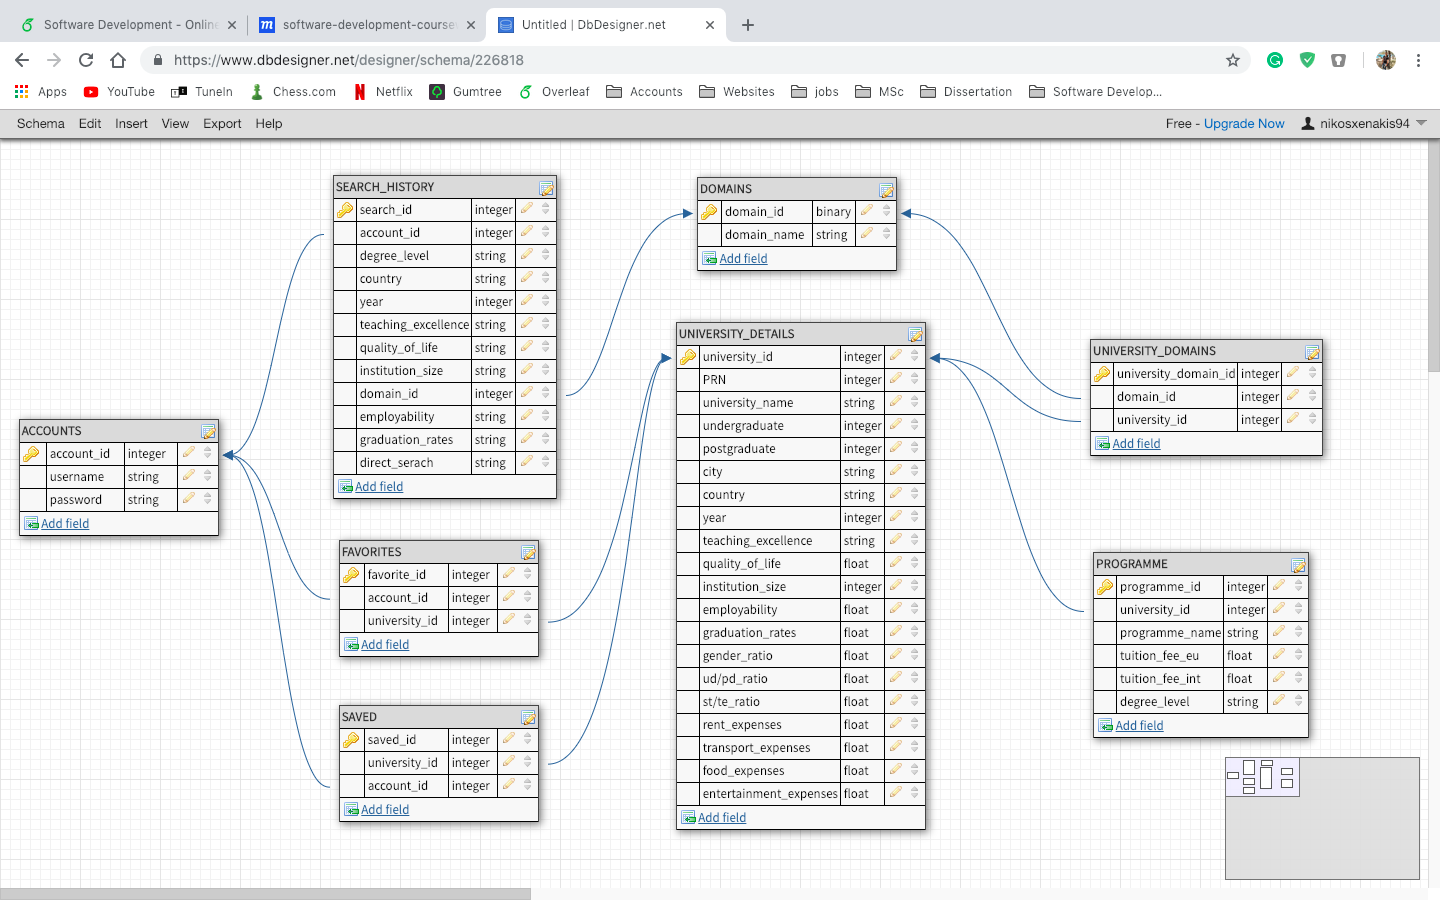 Software Development - Online
software-development-course
Untitled | DbDesigner.net
https://www.dbdesigner.net/designer/schema/226818
Apps
YouTube
TuneIn
Chess.com
Netflix
Gumtree
Overleaf
Accounts
Websites
jobs
MSc
Dissertation
Software Develop...
Schema Edit Insert View Export Help
Free - Upgrade Now
nikosxenakis94
SEARCH_HISTORY
search_id integer
account_id integer
degree_level string
country string
year integer
teaching_excellence string
quality_of_life string
institution_size string
domain_id integer
employability string
graduation_rates string
direct_serach string
Add field
DOMAINS
domain_id binary
domain_name string
Add field
UNIVERSITY_DETAILS
university_id integer
PRN integer
university_name string
undergraduate integer
postgraduate integer
city string
country string
year integer
teaching_excellence string
quality_of_life float
institution_size integer
employability float
graduation_rates float
gender_ratio float
ud/pd_ratio float
st/te_ratio float
rent_expenses float
transport_expenses float
food_expenses float
entertainment_expenses float
Add field
UNIVERSITY_DOMAINS
university_domain_id integer
domain_id integer
university_id integer
Add field
ACCOUNTS
account_id integer
username string
password string
Add field
FAVORITES
favorite_id integer
account_id integer
university_id integer
Add field
PROGRAMME
programme_id integer
university_id integer
programme_name string
tuition_fee_eu float
tuition_fee_int float
degree_level string
Add field
SAVED
saved_id integer
university_id integer
account_id integer
Add field